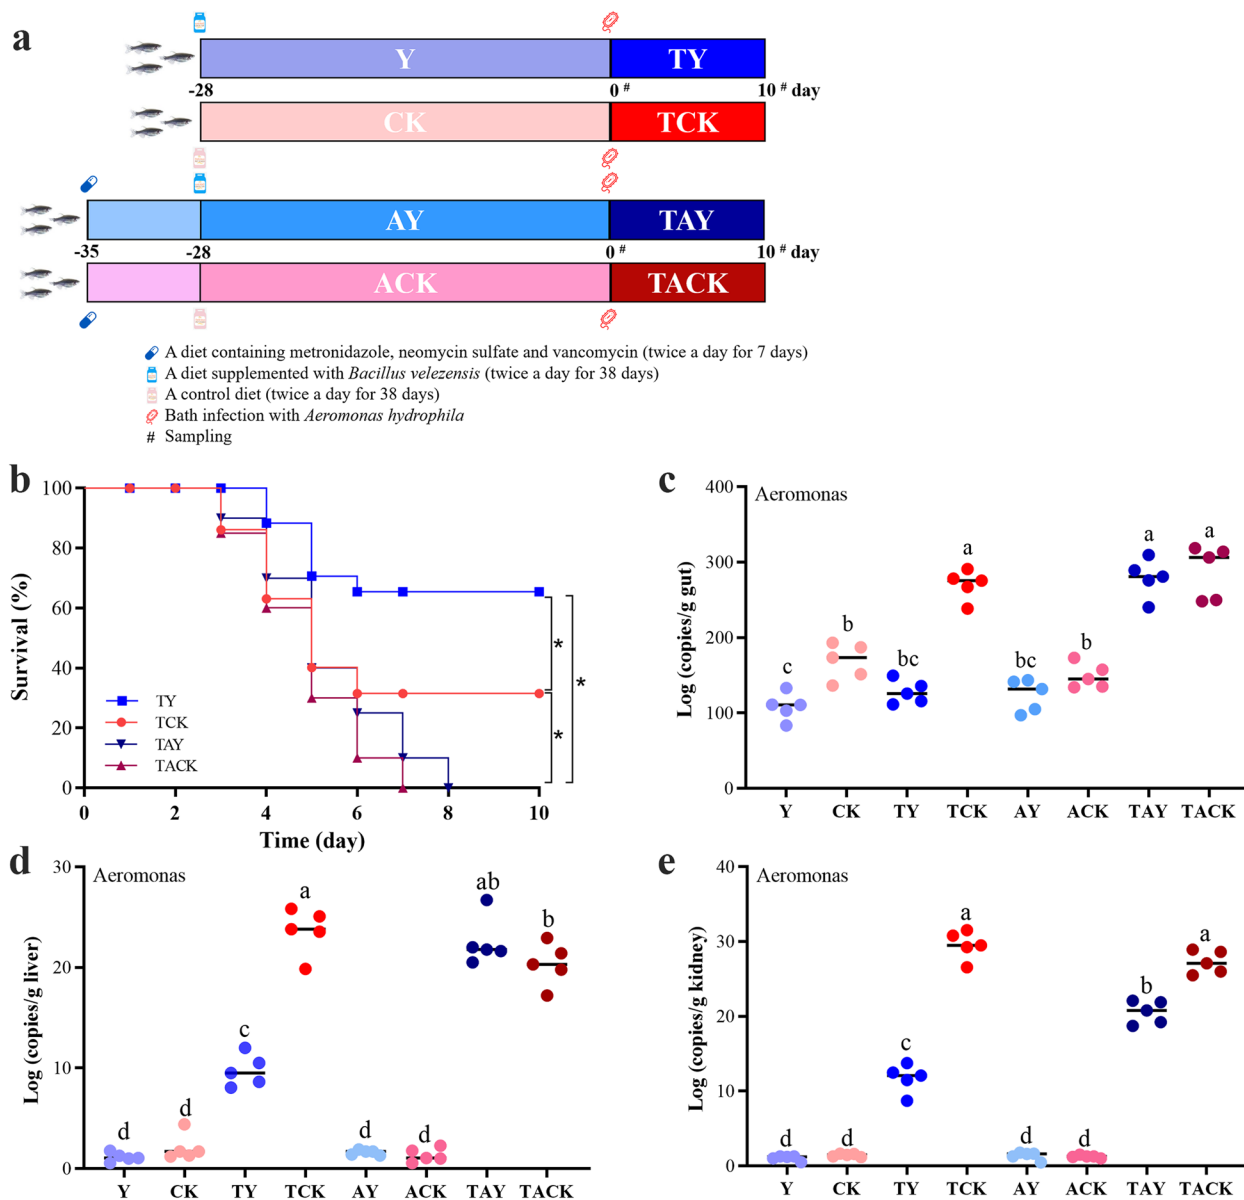 a
Y
TY
-28
0 #
10 # day
CK
TCK
AY
TAY
-35
-28
0 #
10 # day
ACK
TACK
A diet containing metronidazole, neomycin sulfate and vancomycin (twice a day for 7 days)
A diet supplemented with Bacillus velezensis (twice a day for 38 days)
A control diet (twice a day for 38 days)
Bath infection with Aeromonas hydrophila
# Sampling
b
Survival (%)
100
80
60
40
20
0
0 2 4 6 8 10
Time (day)
TY
TCK
TAY
TACK
*
*
*
c
Aeromonas
Log (copies/g gut)
400
300
200
100
0
c b bc a bc b a a
Y CK TY TCK AY ACK TAY TACK
d
Aeromonas
Log (copies/g liver)
30
20
10
0
d d c a d d ab b
Y CK TY TCK AY ACK TAY TACK
e
Aeromonas
Log (copies/g kidney)
40
30
20
10
0
d d c a d d b a
Y CK TY TCK AY ACK TAY TACK